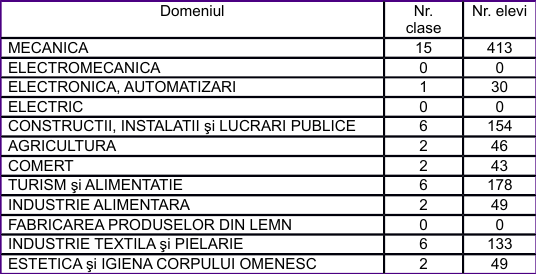 Domeniul Nr. clase Nr. elevi
MECANICA 15 413
ELECTROMECANICA 0 0
ELECTRONICA, AUTOMATIZARI 1 30
ELECTRIC 0 0
CONSTRUCTII, INSTALATII şi LUCRARI PUBLICE 6 154
AGRICULTURA 2 46
COMERT 2 43
TURISM şi ALIMENTATIE 6 178
INDUSTRIE ALIMENTARA 2 49
FABRICAREA PRODUSELOR DIN LEMN 0 0
INDUSTRIE TEXTILA şi PIELARIE 6 133
ESTETICA şi IGIENA CORPULUI OMENESC 2 49